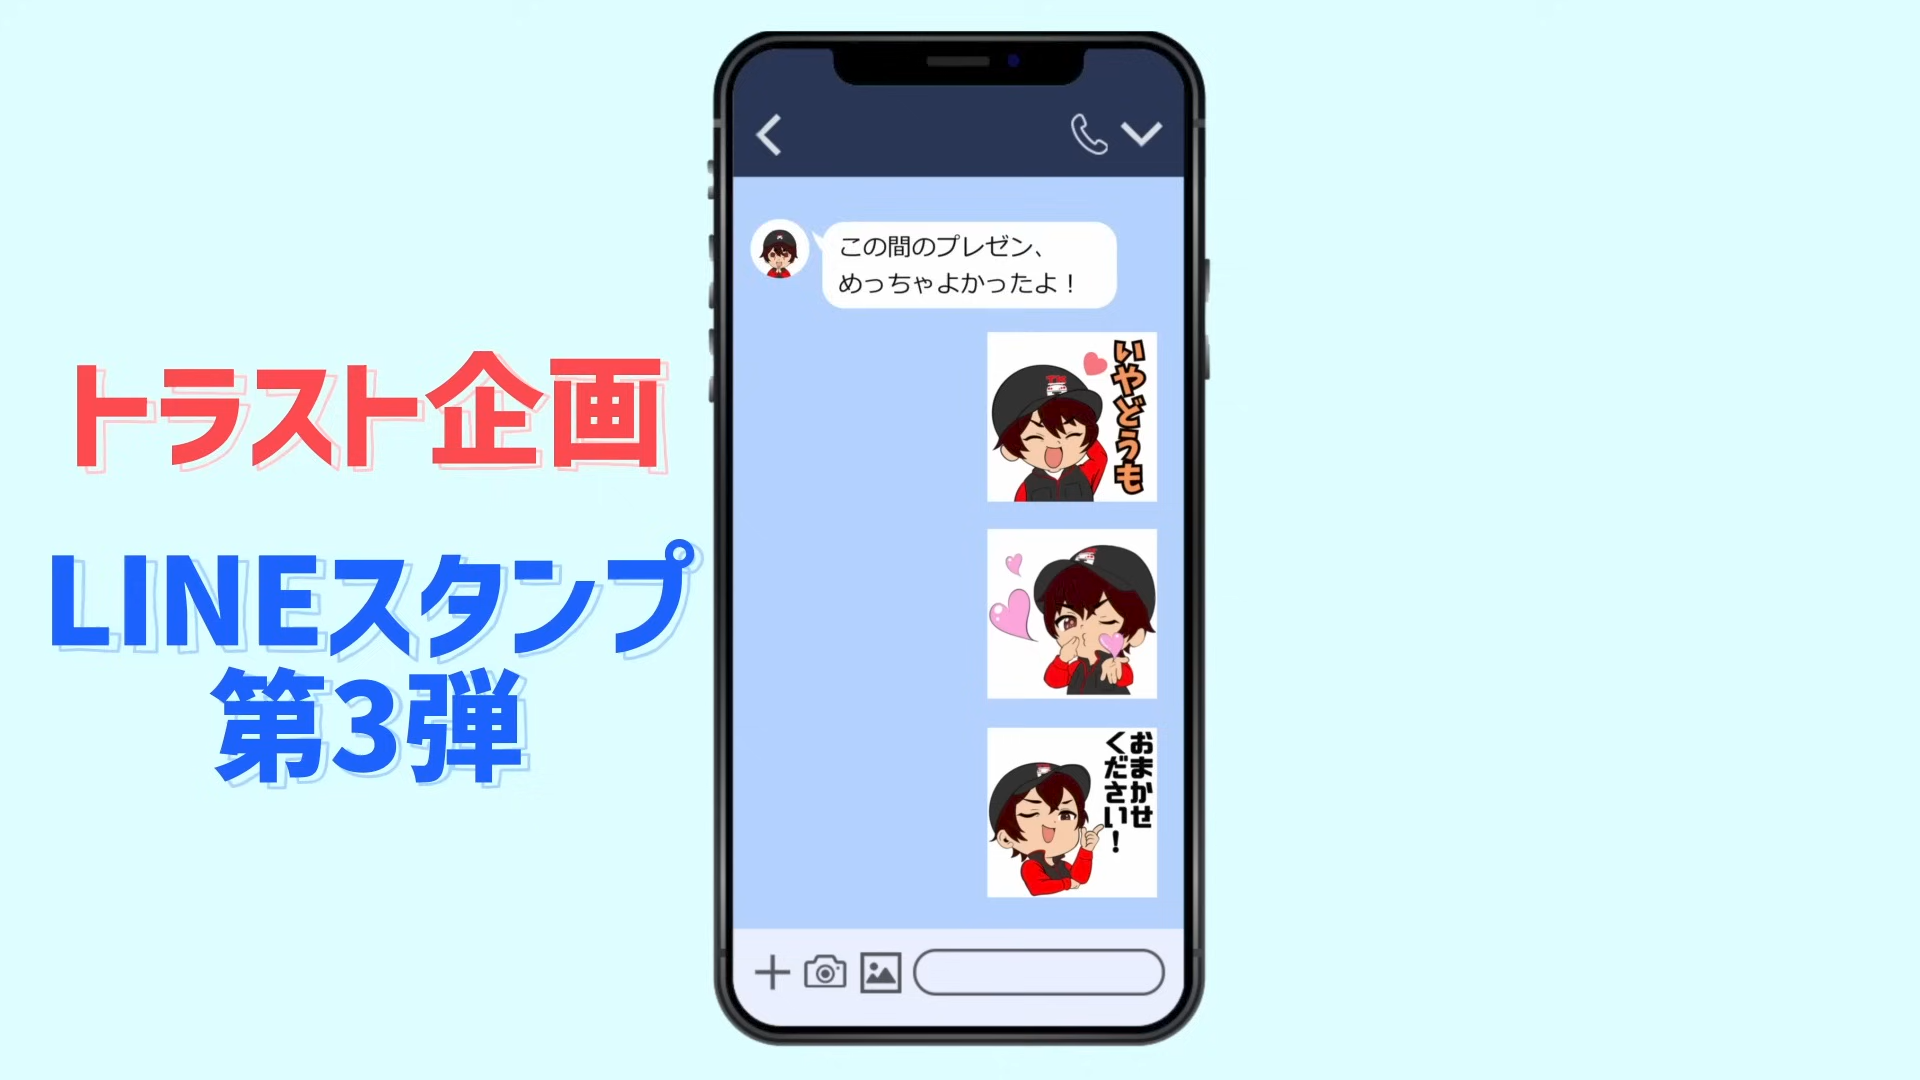 トラスト企画
LINEスタンプ
第3弾
この間のプレゼン、
めっちゃよかったよ！
いやどうも
おまかせ
ください！